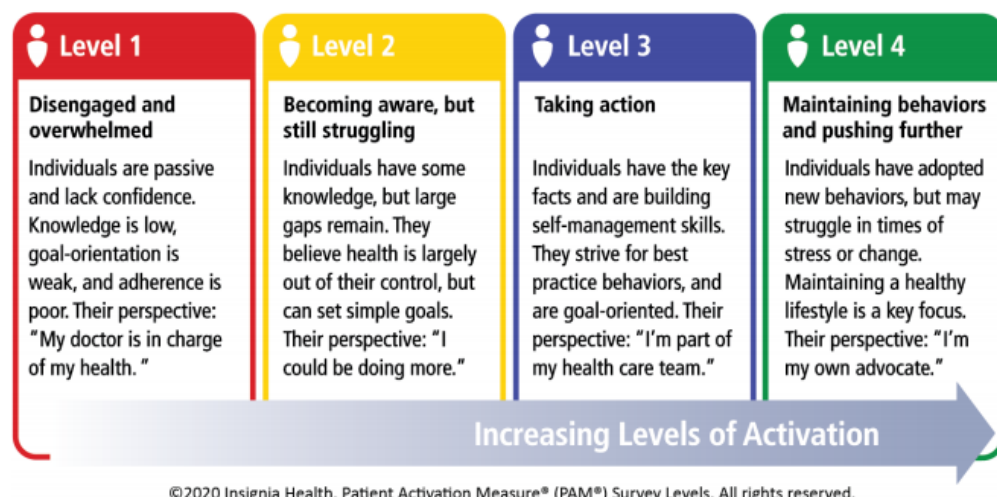 Level 1
Disengaged and
overwhelmed
Individuals are passive
and lack confidence.
Knowledge is low,
goal-orientation is
weak, and adherence is
poor. Their perspective:
“My doctor is in charge
of my health. ”
Level 2
Becoming aware, but
still struggling
Individuals have some
knowledge, but large
gaps remain. They
believe health is largely
out of their control, but
can set simple goals.
Their perspective: “I
could be doing more.”
Level 3
Taking action
Individuals have the key
facts and are building
self-management skills.
They strive for best
practice behaviors, and
are goal-oriented. Their
perspective: “I’m part of
my health care team.”
Level 4
Maintaining behaviors
and pushing further
Individuals have adopted
new behaviors, but may
struggle in times of
stress or change.
Maintaining a healthy
lifestyle is a key focus.
Their perspective: “I’m
my own advocate.”
Increasing Levels of Activation
©2020 Insignia Health. Patient Activation Measure® (PAM®) Survey Levels. All rights reserved.